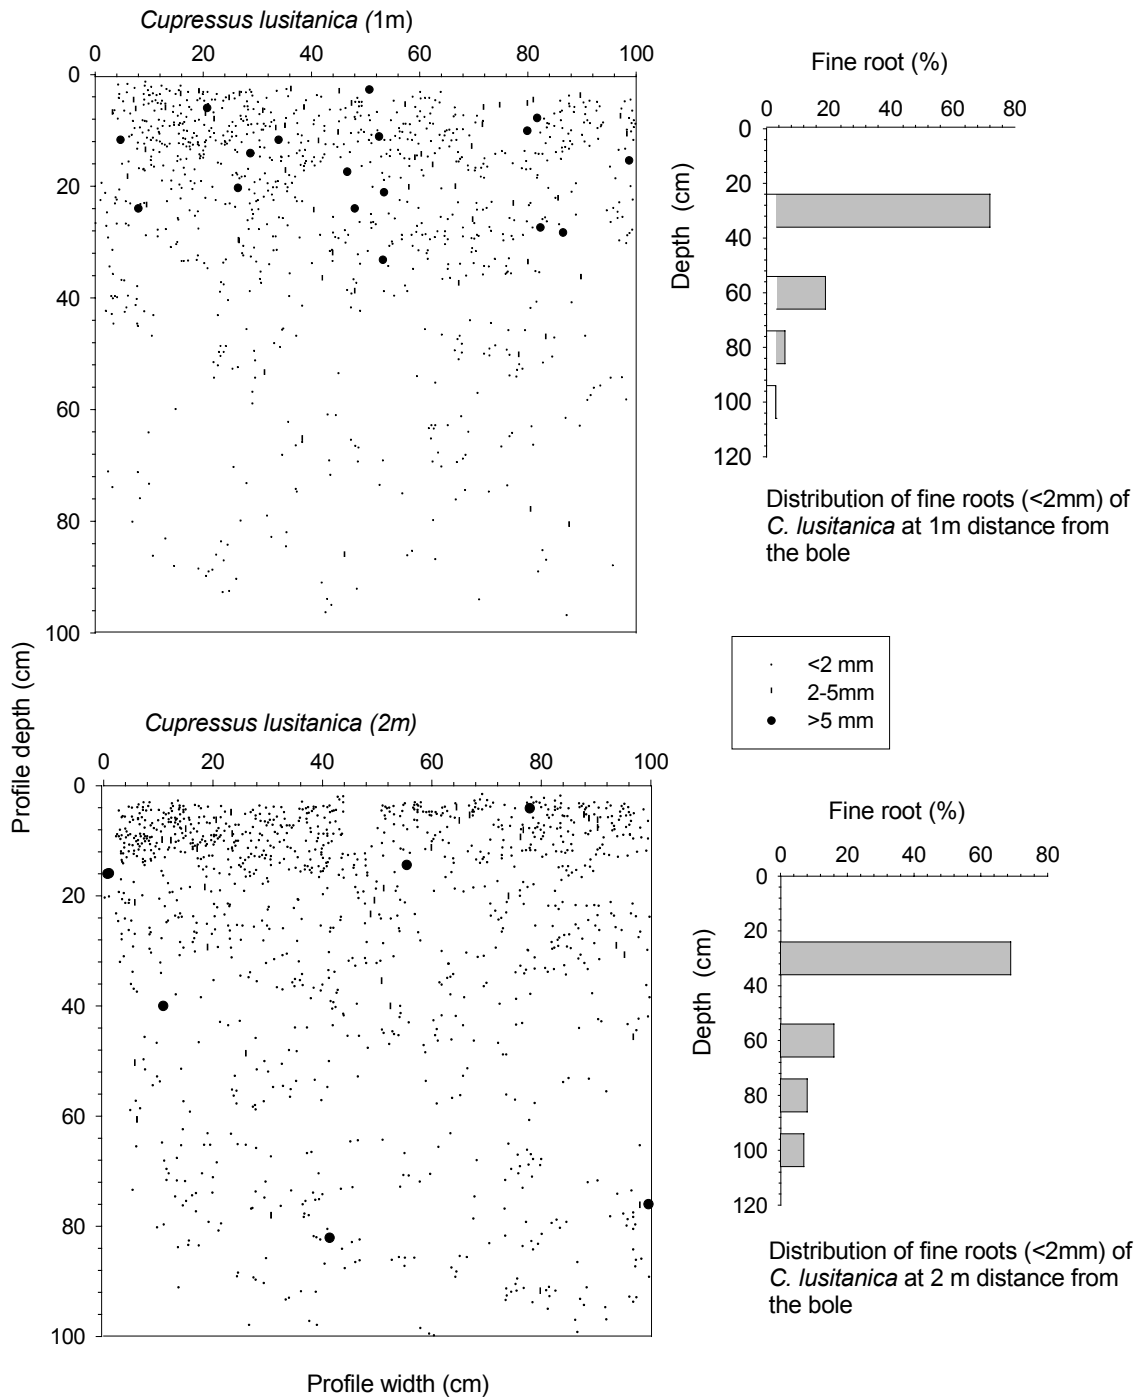 Cupressus lusitanica (1m)
0 20 40 60 80 100
0
20
40
60
80
100
Fine root (%)
0 20 40 60 80
0
20
40
60
80
100
120
Depth (cm)
Distribution of fine roots (<2mm) of
C. lusitanica at 1m distance from
the bole
<2 mm
2-5mm
>5 mm
Profile depth (cm)
Cupressus lusitanica (2m)
0 20 40 60 80 100
0
20
40
60
80
100
Profile width (cm)
Fine root (%)
0 20 40 60 80
0
20
40
60
80
100
120
Depth (cm)
Distribution of fine roots (<2mm) of
C. lusitanica at 2 m distance from
the bole